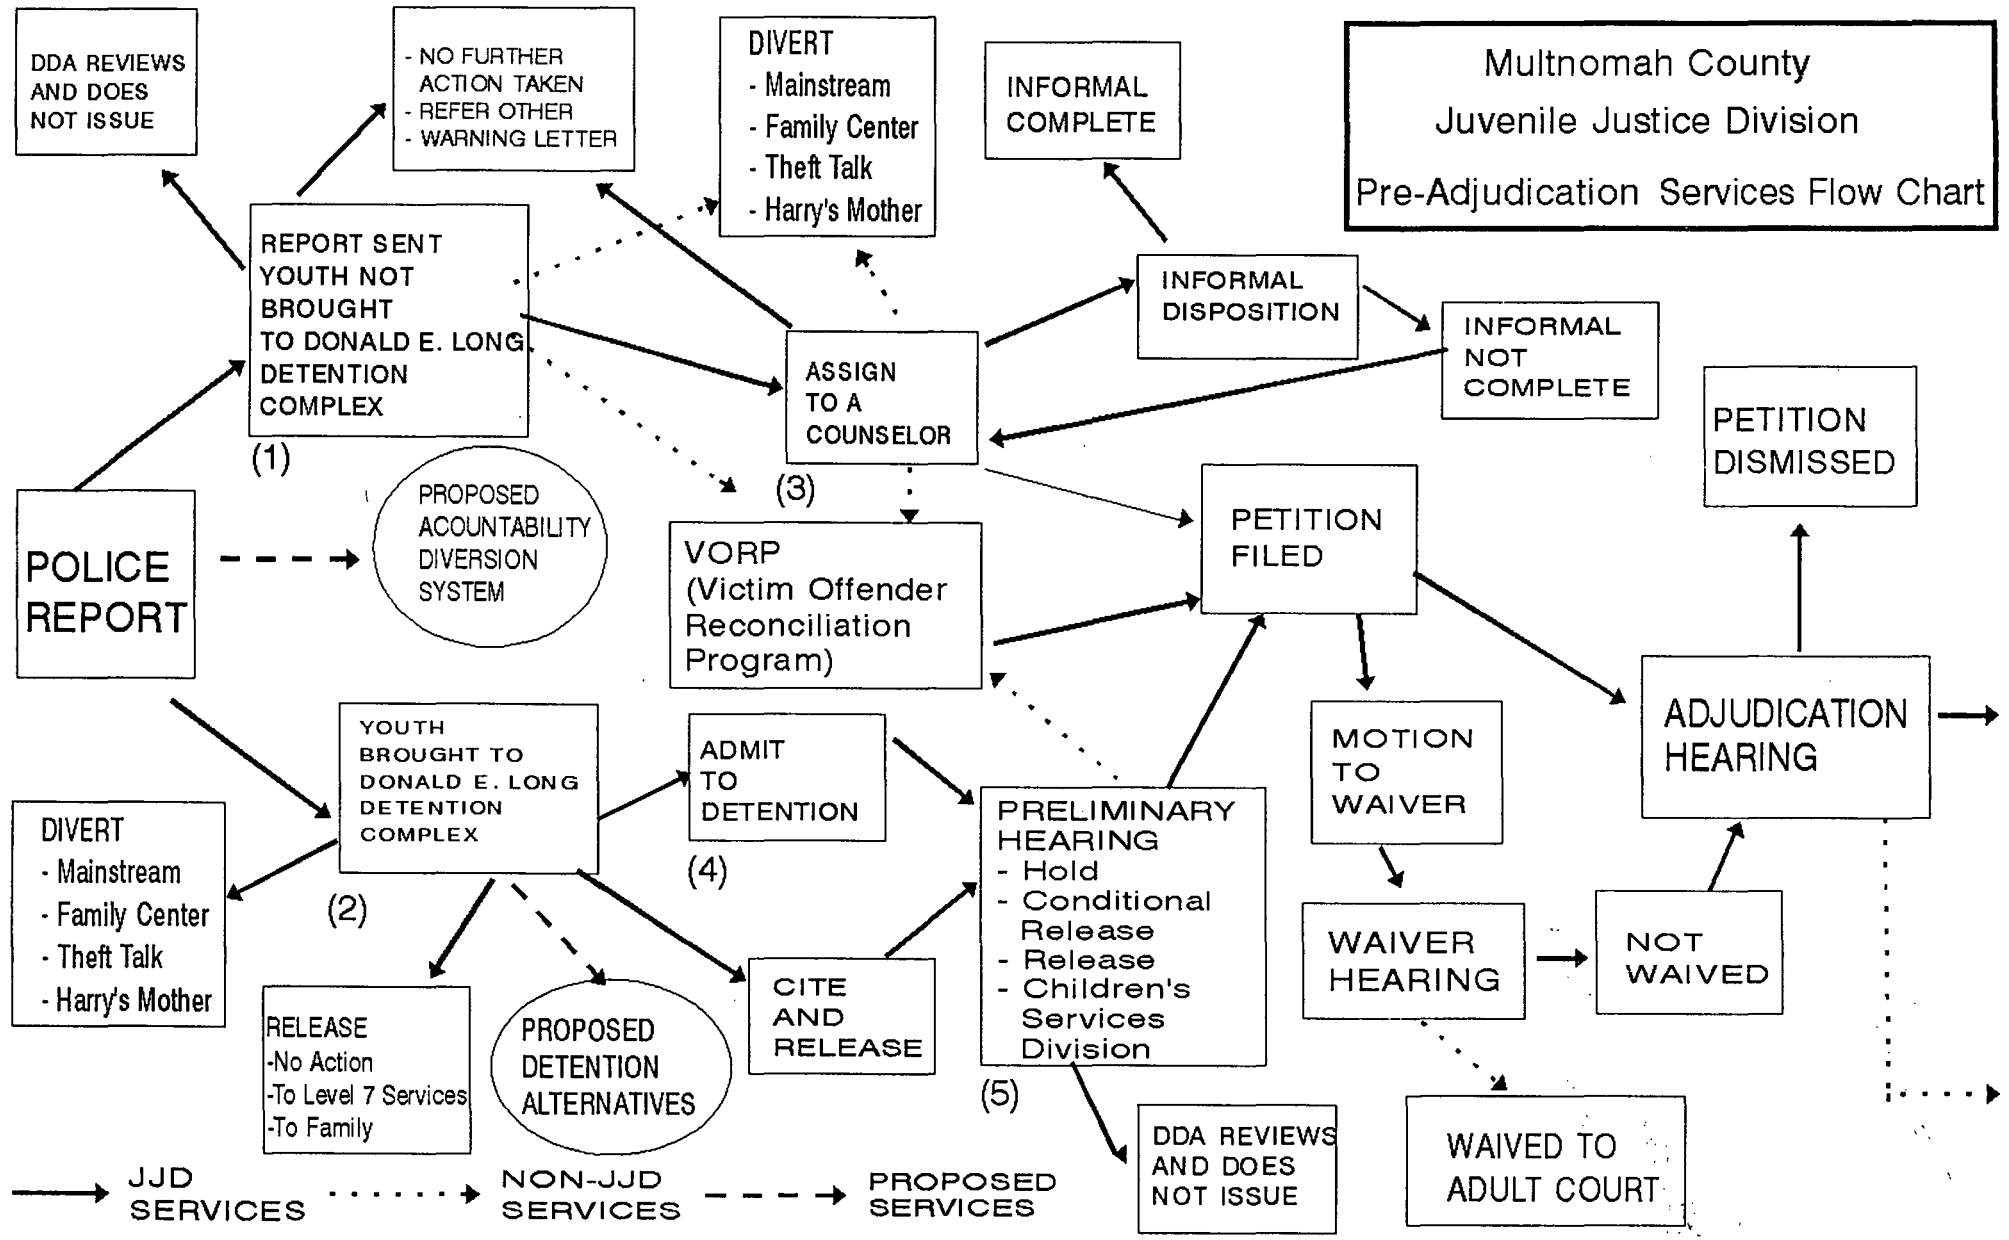 Multnomah County
Juvenile Justice Division
Pre-Adjudication Services Flow Chart
DDA REVIEWS
AND DOES
NOT ISSUE
- NO FURTHER
ACTION TAKEN
- REFER OTHER
- WARNING LETTER
DIVERT
- Mainstream
- Family Center
- Theft Talk
- Harry's Mother
INFORMAL
COMPLETE
REPORT SENT
YOUTH NOT
BROUGHT
TO DONALD E. LONG
DETENTION
COMPLEX
(1)
INFORMAL
DISPOSITION
INFORMAL
NOT
COMPLETE
ASSIGN
TO A
COUNSELOR
(3)
PETITION
DISMISSED
POLICE
REPORT
PROPOSED
ACOUNTABILITY
DIVERSION
SYSTEM
VORP
(Victim Offender
Reconciliation
Program)
PETITION
FILED
YOUTH
BROUGHT TO
DONALD E. LONG
DETENTION
COMPLEX
(2)
ADMIT
TO
DETENTION
(4)
MOTION
TO
WAIVER
ADJUDICATION
HEARING
DIVERT
- Mainstream
- Family Center
- Theft Talk
- Harry's Mother
PRELIMINARY
HEARING
- Hold
- Conditional
Release
- Release
- Children's
Services
Division
(5)
WAIVER
HEARING
NOT
WAIVED
RELEASE
-No Action
-To Level 7 Services
-To Family
PROPOSED
DETENTION
ALTERNATIVES
CITE
AND
RELEASE
DDA REVIEWS
AND DOES
NOT ISSUE
WAIVED TO
ADULT COURT
JJD
SERVICES
NON-JJD
SERVICES
PROPOSED
SERVICES